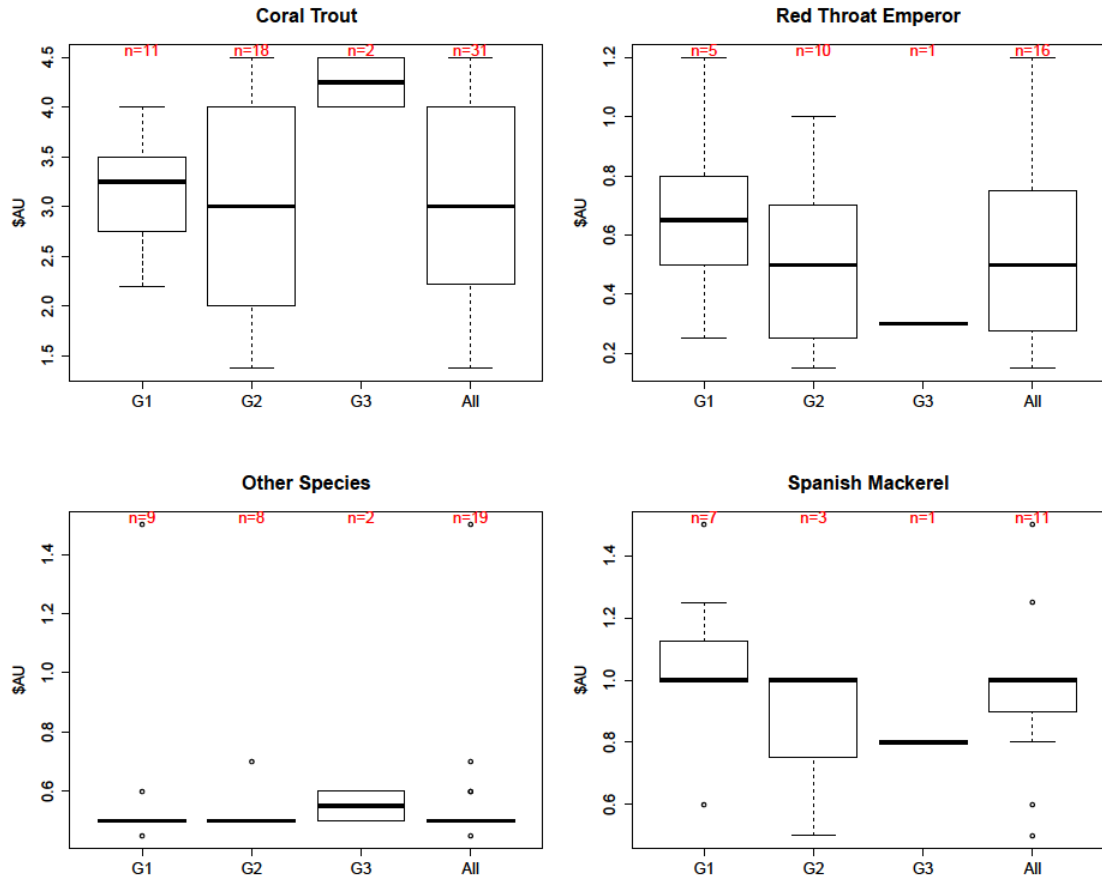 Coral Trout
n=11 n=18 n=2 n=31
4.5
4.0
3.5
3.0
2.5
2.0
1.5
$AU
G1 G2 G3 All
Red Throat Emperor
n=5 n=10 n=1 n=16
1.2
1.0
0.8
0.6
0.4
0.2
$AU
G1 G2 G3 All
Other Species
n=9 n=8 n=2 n=19
1.4
1.2
1.0
0.8
0.6
$AU
G1 G2 G3 All
Spanish Mackerel
n=7 n=3 n=1 n=11
1.4
1.2
1.0
0.8
0.6
$AU
G1 G2 G3 All